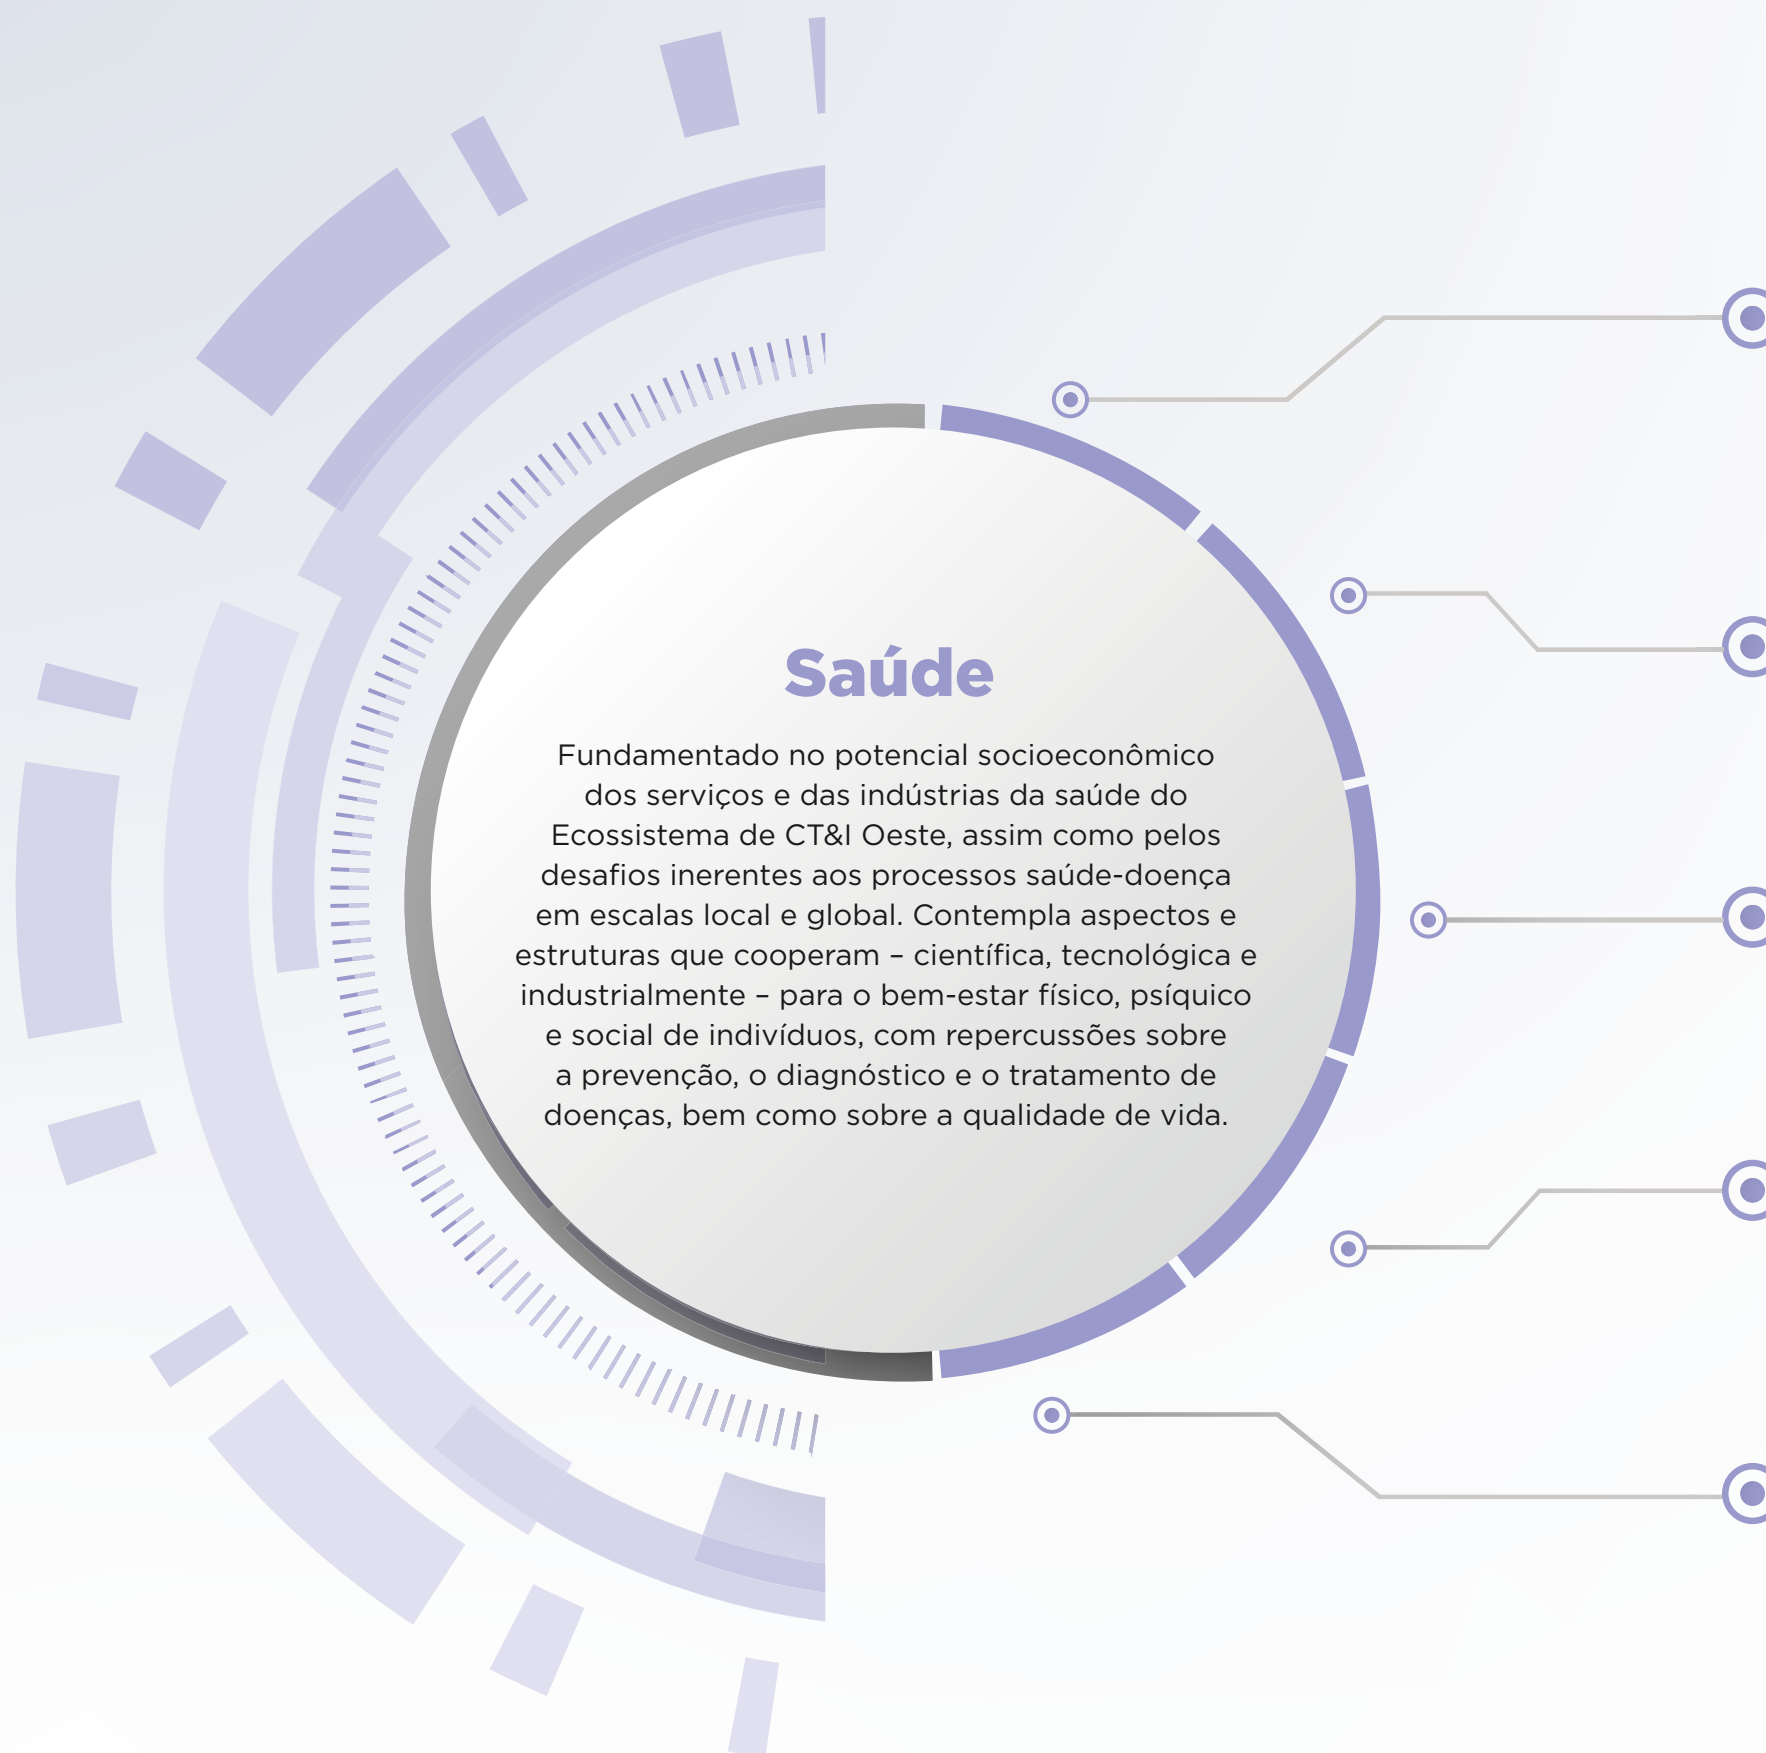 Saúde
Fundamentado no potencial socioeconômico
dos serviços e das indústrias da saúde do
Ecossistema de CT&I Oeste, assim como pelos
desafios inerentes aos processos saúde-doença
em escalas local e global. Contempla aspectos e
estruturas que cooperam – científica, tecnológica e
industrialmente – para o bem-estar físico, psíquico
e social de indivíduos, com repercussões sobre
a prevenção, o diagnóstico e o tratamento de
doenças, bem como sobre a qualidade de vida.